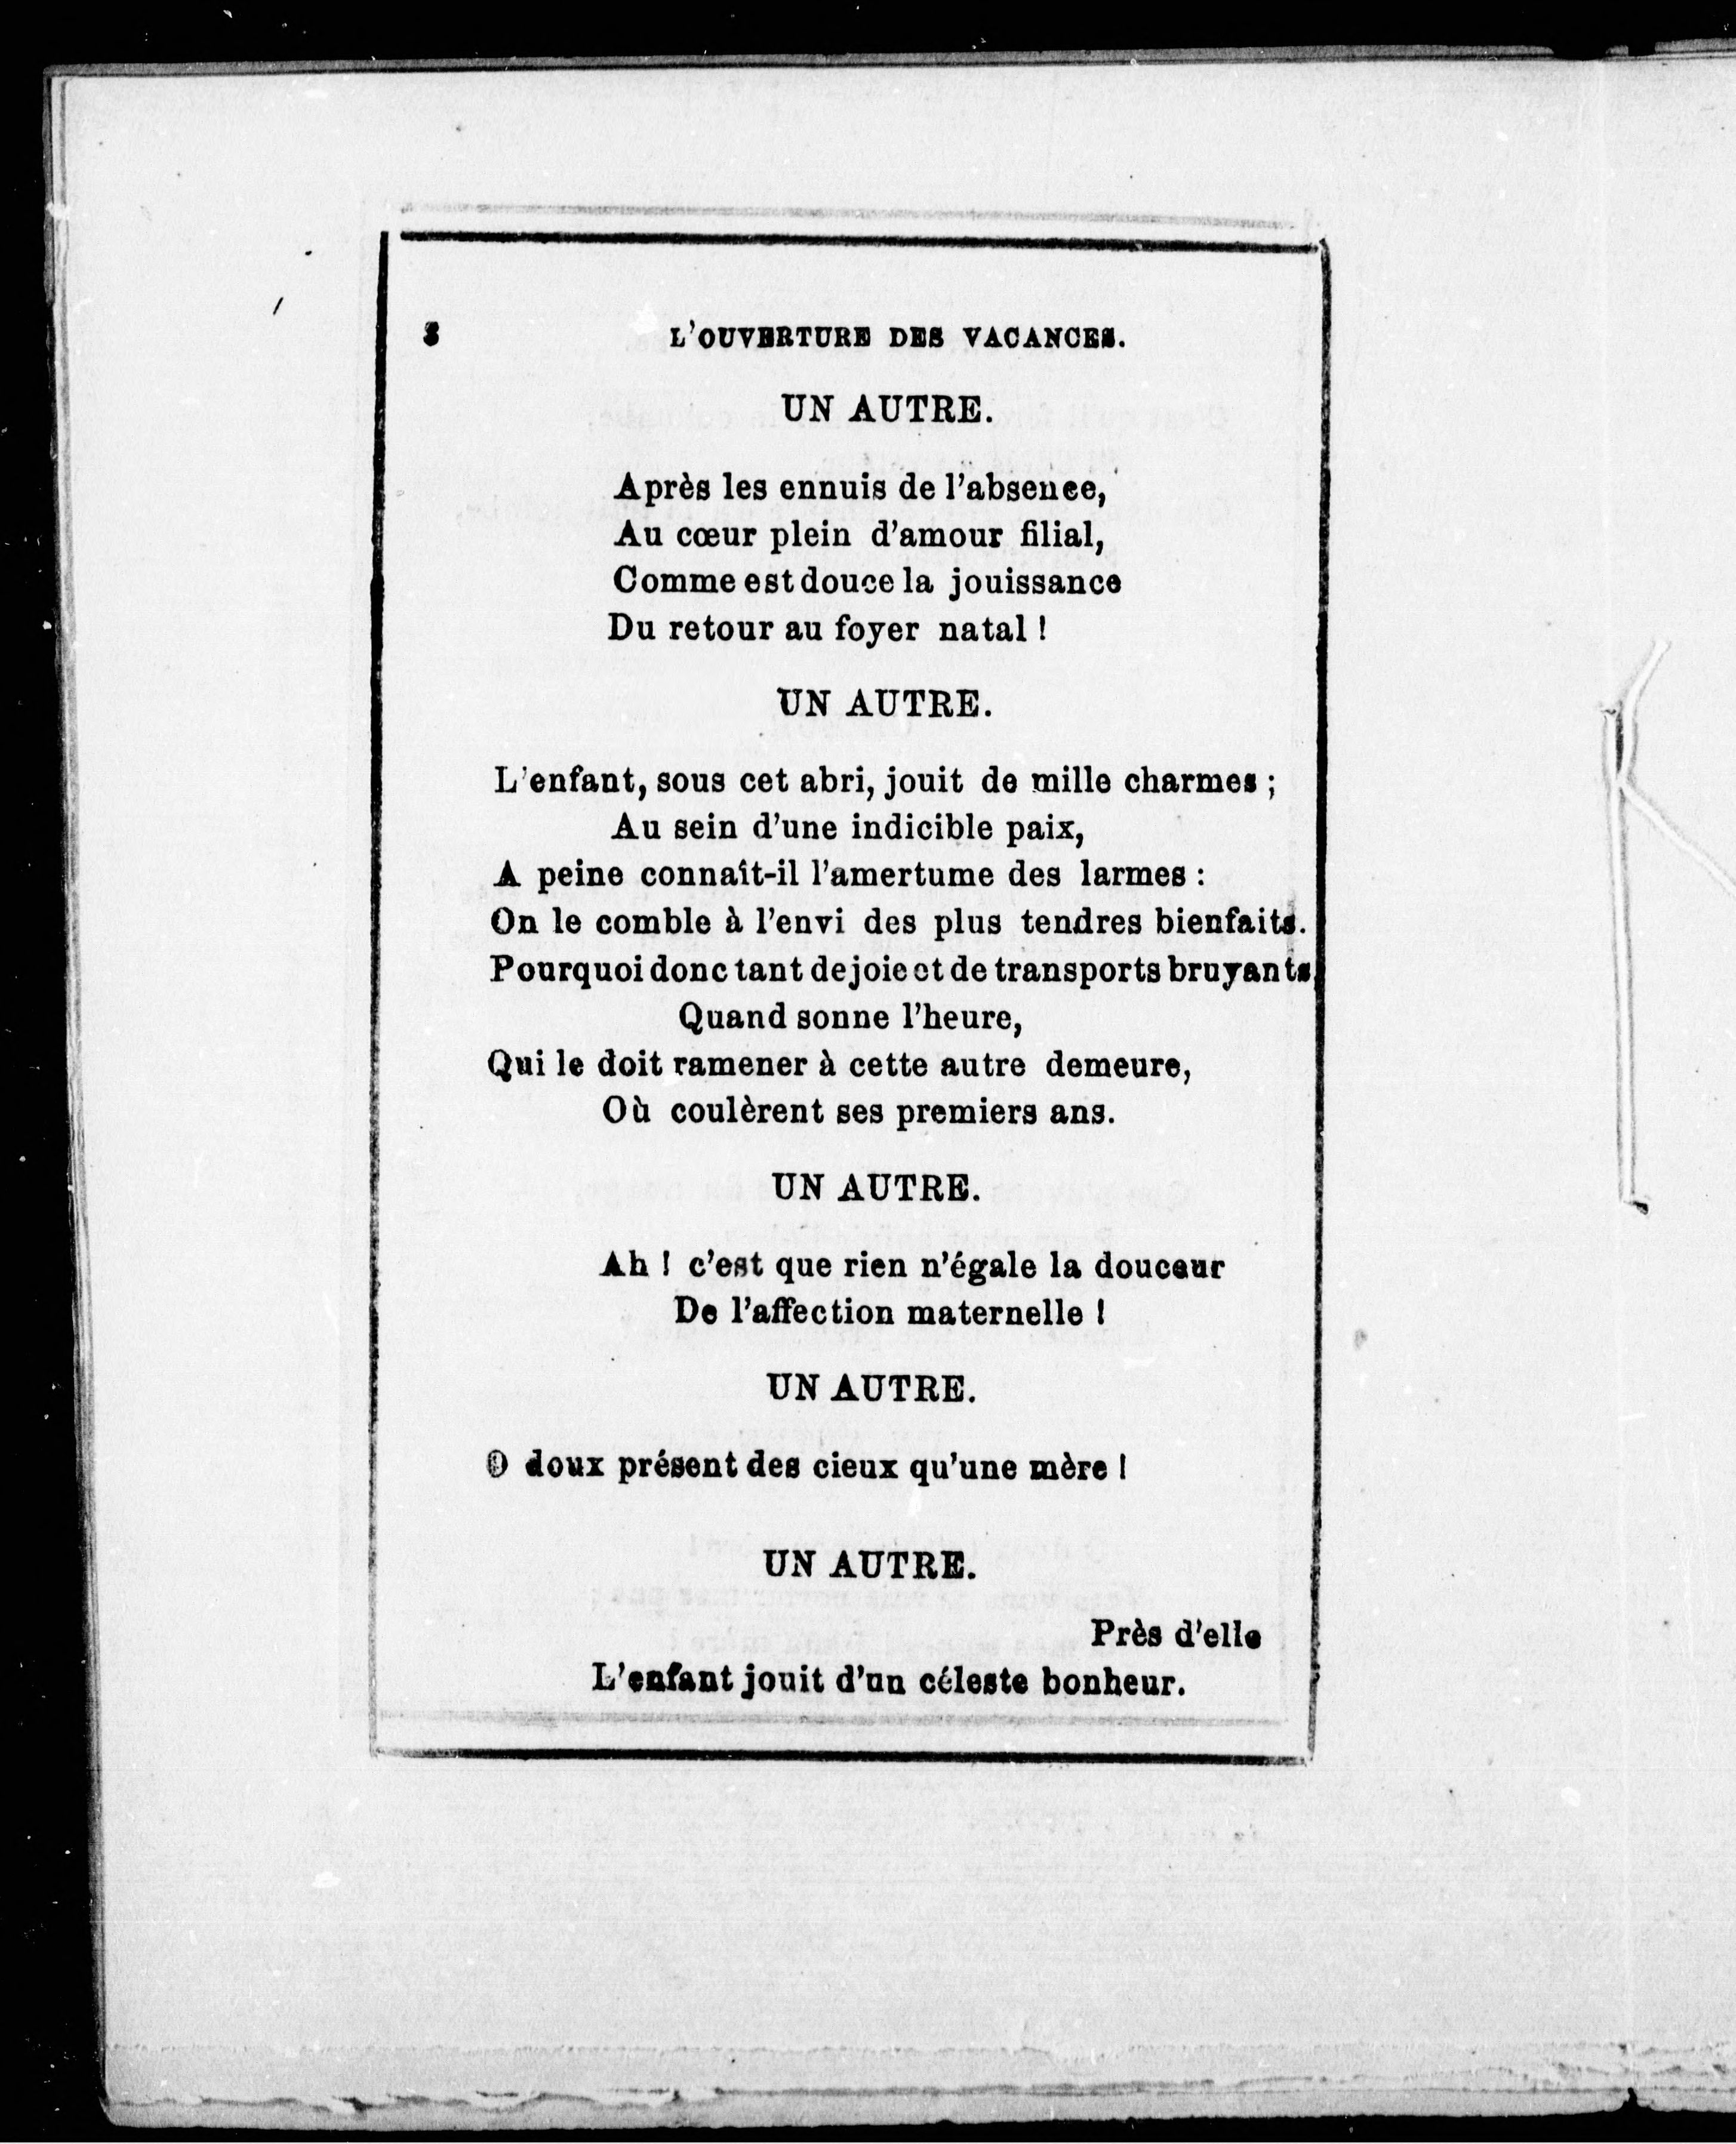 8 L'OUVERTURE DES VACANCES.
UN AUTRE.
Après les ennuis de l'absence,
Au cœur plein d'amour filial,
Comme est douce la jouissance
Du retour au foyer natal !
UN AUTRE.
L'enfant, sous cet abri, jouit de mille charmes ;
Au sein d'une indicible paix,
A peine connaît-il l'amertume des larmes :
On le comble à l'envi des plus tendres bienfaits.
Pourquoi donc tant de joie et de transports bruyants,
Quand sonne l'heure,
Qui le doit ramener à cette autre demeure,
Où coulèrent ses premiers ans.
UN AUTRE.
Ah ! c'est que rien n'égale la douceur
De l'affection maternelle !
UN AUTRE.
O doux présent des cieux qu'une mère !
UN AUTRE.
Près d'elle
L'enfant jouit d'un céleste bonheur.